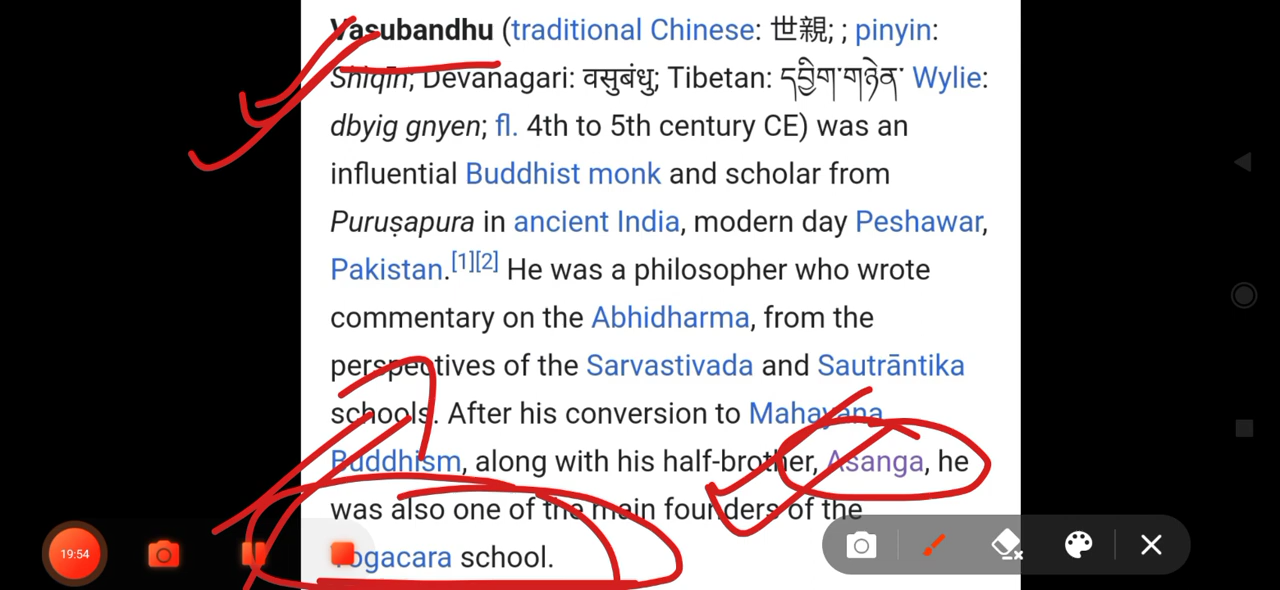 Vasubandhu (traditional Chinese: 世親; ; pinyin:
Shìqīn; Devanagari: वसुबंधु; Tibetan: དབྱིག་གཉེན་ Wylie:
dbyig gnyen; fl. 4th to 5th century CE) was an
influential Buddhist monk and scholar from
Puruṣapura in ancient India, modern day Peshawar,
Pakistan.[1][2] He was a philosopher who wrote
commentary on the Abhidharma, from the
perspectives of the Sarvastivada and Sautrāntika
schools. After his conversion to Mahayana
Buddhism, along with his half-brother, Asanga, he
was also one of the main founders of the
Yogacara school.
19:54